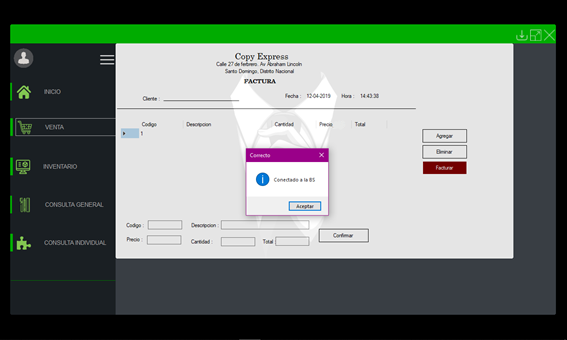 Copy Express
Calle 27 de febrero, Av Abraham Lincoln
Santo Domingo, Distrito Nacional
FACTURA
Cliente : Fecha : 12-04-2019 Hora : 14:43:38
INICIO
VENTA
INVENTARIO
CONSULTA GENERAL
CONSULTA INDIVIDUAL
Codigo Descripcion Cantidad Precio Total
1
Agregar
Eliminar
Facturar
Correcto
Conectado a la BS
Aceptar
Codigo : Descripcion :
Precio : Cantidad : Total
Confirmar